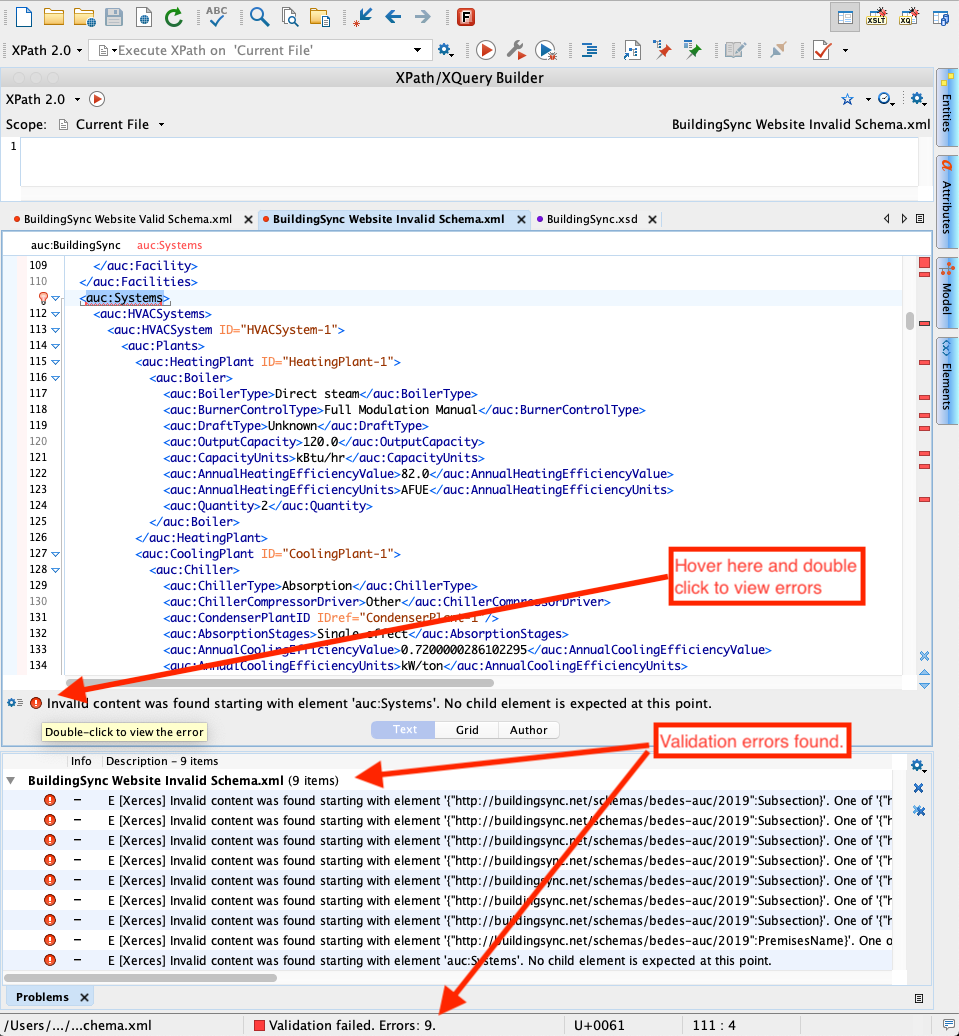 ABC
F
XSLT
XQ
XPath 2.0
Execute XPath on 'Current File'
XPath/XQuery Builder
XPath 2.0
Scope: Current File
BuildingSync Website Invalid Schema.xml
1
Entities
Attributes
Model
Elements
BuildingSync Website Valid Schema.xml
BuildingSync Website Invalid Schema.xml
BuildingSync.xsd
auc:BuildingSync auc:Systems
109 </auc:Facility>
110 </auc:Facilities>
<auc:Systems>
112 <auc:HVACSystems>
113 <auc:HVACSystem ID="HVACSystem-1">
114 <auc:Plants>
115 <auc:HeatingPlant ID="HeatingPlant-1">
116 <auc:Boiler>
117 <auc:BoilerType>Direct steam</auc:BoilerType>
118 <auc:BurnerControlType>Full Modulation Manual</auc:BurnerControlType>
119 <auc:DraftType>Unknown</auc:DraftType>
120 <auc:OutputCapacity>120.0</auc:OutputCapacity>
121 <auc:CapacityUnits>kBtu/hr</auc:CapacityUnits>
122 <auc:AnnualHeatingEfficiencyValue>82.0</auc:AnnualHeatingEfficiencyValue>
123 <auc:AnnualHeatingEfficiencyUnits>AFUE</auc:AnnualHeatingEfficiencyUnits>
124 <auc:Quantity>2</auc:Quantity>
125 </auc:Boiler>
126 </auc:HeatingPlant>
127 <auc:CoolingPlant ID="CoolingPlant-1">
128 <auc:Chiller>
129 <auc:ChillerType>Absorption</auc:ChillerType>
130 <auc:ChillerCompressorDriver>Other</auc:ChillerCompressorDriver>
131 <auc:CondenserPlantID IDref="CondenserPlant-1"/>
132 <auc:AbsorptionStages>Single effect</auc:AbsorptionStages>
133 <auc:AnnualCoolingEfficiencyValue>0.7200000286102295</auc:AnnualCoolingEfficiencyValue>
134 <auc:AnnualCoolingEfficiencyUnits>kW/ton</auc:AnnualCoolingEfficiencyUnits>
Hover here and double
click to view errors
Invalid content was found starting with element 'auc:Systems'. No child element is expected at this point.
Double-click to view the error
Text Grid Author
Validation errors found.
Info Description - 9 items
BuildingSync Website Invalid Schema.xml (9 items)
E [Xerces] Invalid content was found starting with element '{"http://buildingsync.net/schemas/bedes-auc/2019":Subsection}'. One of '{"h
E [Xerces] Invalid content was found starting with element '{"http://buildingsync.net/schemas/bedes-auc/2019":Subsection}'. One of '{"h
E [Xerces] Invalid content was found starting with element '{"http://buildingsync.net/schemas/bedes-auc/2019":Subsection}'. One of '{"h
E [Xerces] Invalid content was found starting with element '{"http://buildingsync.net/schemas/bedes-auc/2019":Subsection}'. One of '{"h
E [Xerces] Invalid content was found starting with element '{"http://buildingsync.net/schemas/bedes-auc/2019":Subsection}'. One of '{"h
E [Xerces] Invalid content was found starting with element '{"http://buildingsync.net/schemas/bedes-auc/2019":Subsection}'. One of '{"h
E [Xerces] Invalid content was found starting with element '{"http://buildingsync.net/schemas/bedes-auc/2019":Subsection}'. One of '{"h
E [Xerces] Invalid content was found starting with element '{"http://buildingsync.net/schemas/bedes-auc/2019":PremisesName}'. One o
E [Xerces] Invalid content was found starting with element 'auc:Systems'. No child element is expected at this point.
Problems
/Users/.../...chema.xml
Validation failed. Errors: 9.
U+0061
111 : 4